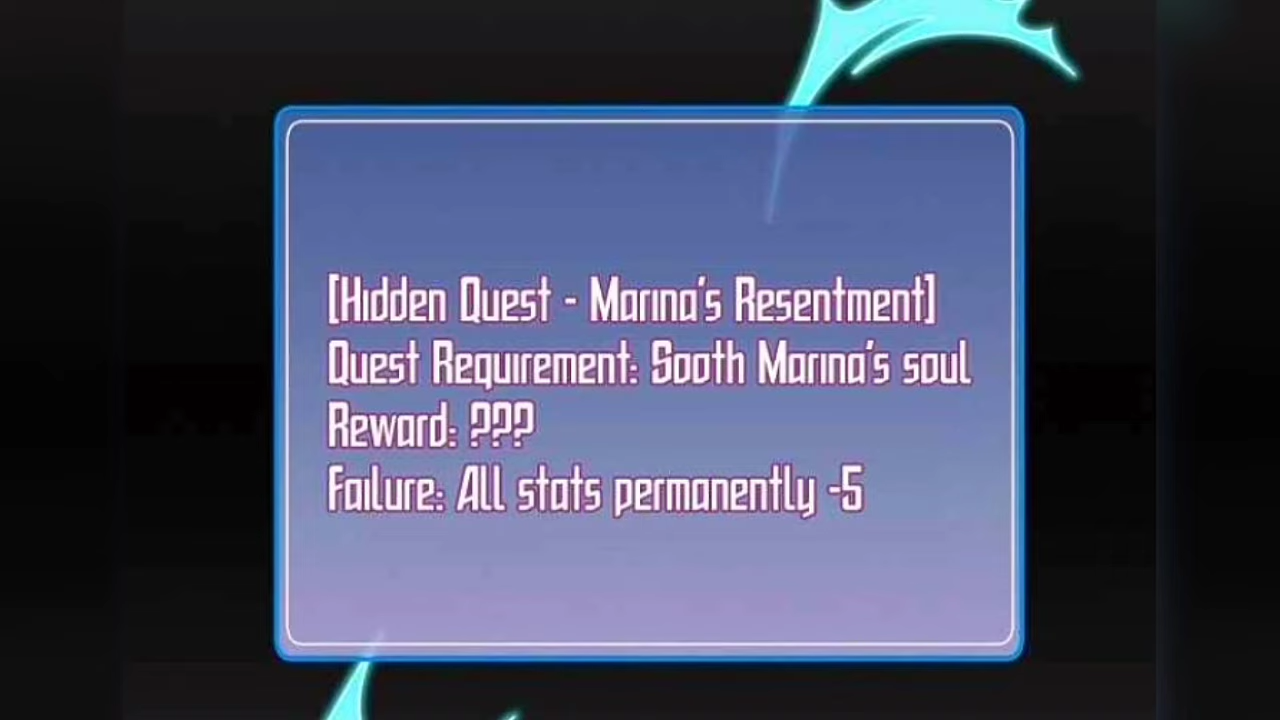 [Hidden Quest - Marina's Resentment]
Quest Requirement: Sooth Marina's soul
Reward: ???
Failure: All stats permanently -5